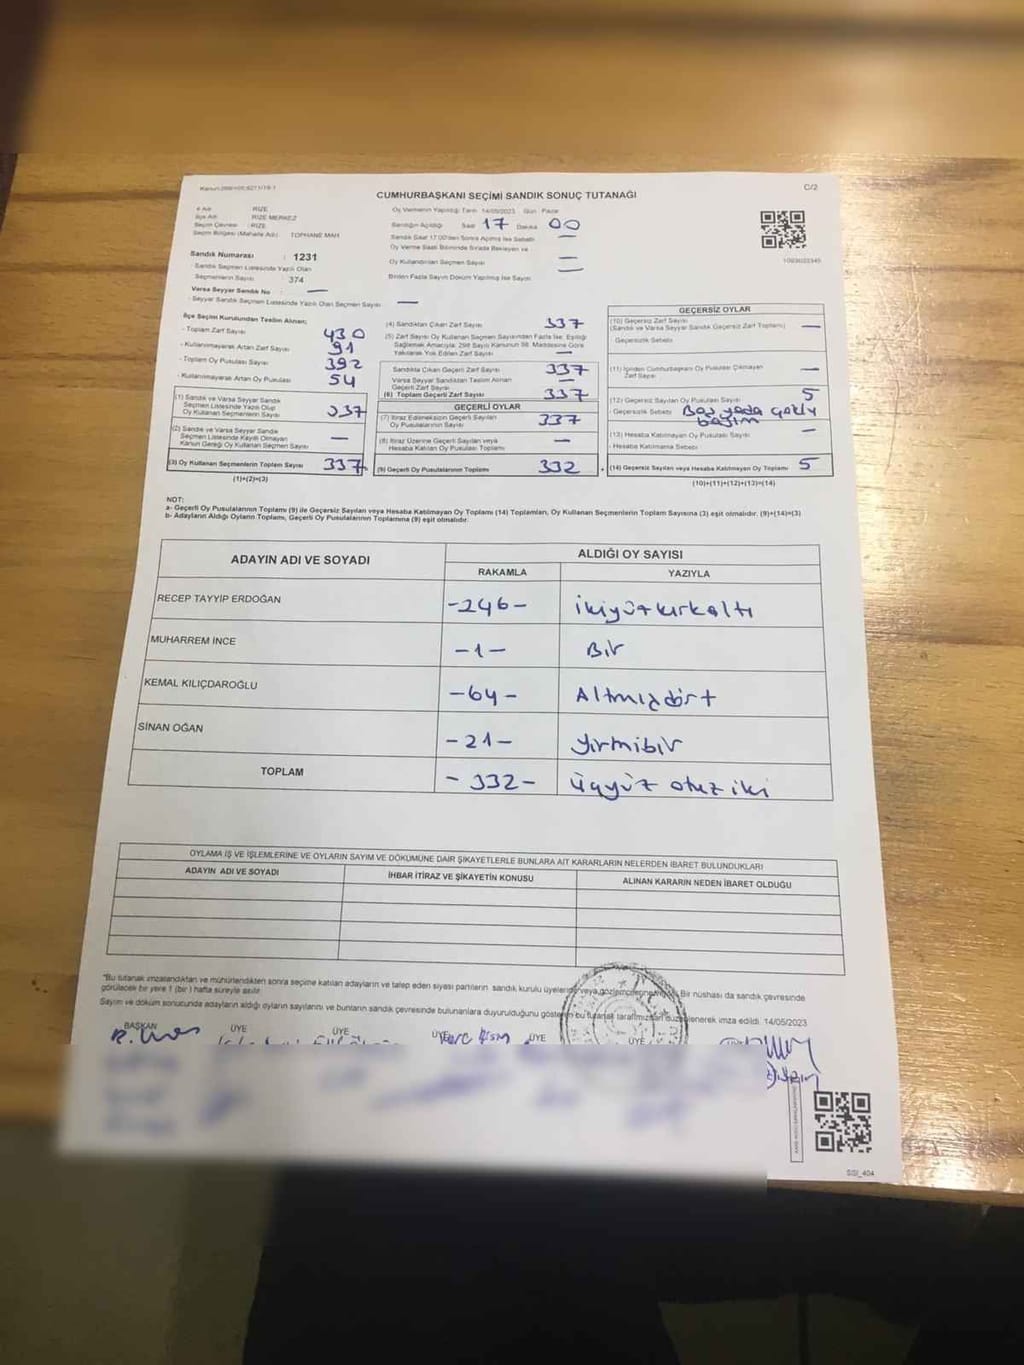 C/2
CUMHURBAŞKANI SEÇİMİ SANDIK SONUÇ TUTANAĞI
İl Adı : RİZE
İlçe Adı : RİZE MERKEZ
Seçim Çevresi : RİZE
Seçim Bölgesi (Mahalle Adı) : TOPHANE MAH.
Oy Vermenin Yapıldığı Tarih 14/05/2023 Gün Pazar
Sandığın Açıldığı Saat 17 Dakika 00
Sandık Saat 17:00'den Sonra Açılmış İse Sebebi —
Oy Verme Saati Bitiminde Sırada Bekleyen ve
Oy Kullandırılan Seçmen Sayısı —
Birden Fazla Sayım Döküm Yapılmış İse Sayısı —
1003022345
Sandık Numarası : 1231
- Sandık Seçmen Listesinde Yazılı Olan
Seçmenlerin Sayısı : 374
Varsa Seyyar Sandık No : —
- Seyyar Sandık Seçmen Listesinde Yazılı Olan Seçmen Sayısı —
İlçe Seçim Kurulundan Teslim Alınan;
- Toplam Zarf Sayısı 430
- Kullanılmayarak Artan Zarf Sayısı 91
- Toplam Oy Pusulası Sayısı 392
- Kullanılmayarak Artan Oy Pusulası 54
(1) Sandık ve Varsa Seyyar Sandık
Seçmen Listesinde Yazılı Olup
Oy Kullanan Seçmenlerin Sayısı 337
(2) Sandık ve Varsa Seyyar Sandık
Seçmen Listesinde Kayıtlı Olmayan
Kanun Gereği Oy Kullanan Seçmen Sayısı —
(3) Oy Kullanan Seçmenlerin Toplam Sayısı 337
(1)+(2)=(3)
(4) Sandıktan Çıkan Zarf Sayısı 337
(5) Zarf Sayısı Oy Kullanan Seçmen Sayısından Fazla İse; Eşitliği
Sağlamak Amacıyla, 298 Sayılı Kanunun 98. Maddesine Göre
Yakılarak Yok Edilen Zarf Sayısı —
Sandıkta Çıkan Geçerli Zarf Sayısı 337
Varsa Seyyar Sandıktan Teslim Alınan
Geçerli Zarf Sayısı —
(6) Toplam Geçerli Zarf Sayısı 337
GEÇERLİ OYLAR
(7) İtiraz Edilmeksizin Geçerli Sayılan
Oy Pusulalarının Sayısı 337
(8) İtiraz Üzerine Geçerli Sayılan veya
Hesaba Katılan Oy Pusulası Toplamı —
(9) Geçerli Oy Pusulalarının Toplamı 332
GEÇERSİZ OYLAR
(10) Geçersiz Zarf Sayısı
(Sandık ve Varsa Seyyar Sandık Geçersiz Zarf Toplamı) —
Geçersizlik Sebebi
(11) İçinden Cumhurbaşkanı Oy Pusulası Çıkmayan
Zarf Sayısı —
(12) Geçersiz Sayılan Oy Pusulası Sayısı 5
- Geçersizlik Sebebi Boş yada çoklu
basım
(13) Hesaba Katılmayan Oy Pusulası Sayısı —
- Hesaba Katılmama Sebebi
+ (14) Geçersiz Sayılan veya Hesaba Katılmayan Oy Toplamı 5
(10)+(11)+(12)+(13)=(14)
NOT:
a- Geçerli Oy Pusulalarının Toplamı (9) ile Geçersiz Sayılan veya Hesaba Katılmayan Oy Toplamı (14) Toplamları, Oy Kullanan Seçmenlerin Toplam Sayısına (3) eşit olmalıdır. (9)+(14)=(3)
b- Adayların Aldığı Oyların Toplamı, Geçerli Oy Pusulalarının Toplamına (9) eşit olmalıdır.
ADAYIN ADI VE SOYADI
ALDIĞI OY SAYISI
RAKAMLA YAZIYLA
RECEP TAYYİP ERDOĞAN -246- ikiyüzkırkaltı
MUHARREM İNCE -1- Bir
KEMAL KILIÇDAROĞLU -64- Altmışdört
SİNAN OĞAN -21- yirmibir
TOPLAM -332- üçyüz otuz iki
OYLAMA İŞ VE İŞLEMLERİNE VE OYLARIN SAYIM VE DÖKÜMÜNE DAİR ŞİKAYETLERLE BUNLARA AİT KARARLARIN NELERDEN İBARET BULUNDUKLARI
ADAYIN ADI VE SOYADI İHBAR İTİRAZ VE ŞİKAYETİN KONUSU ALINAN KARARIN NEDEN İBARET OLDUĞU
"Bu tutanak imzalandıktan ve mühürlendikten sonra seçime katılan adayların ve talep eden siyasi partilerin sandık kurulu üyelerine veya gözlemcilerine Bir nüshası da sandık çevresinde
görülecek bir yere 1 (bir) hafta süreyle asılır.
Sayım ve döküm sonucunda adayların aldığı oyların sayılarını ve bunların sandık çevresinde bulunanlara duyurulduğunu gösteren bu tutanak tarafımızdan düzenlenerek imza edildi. 14/05/2023
BAŞKAN ÜYE ÜYE ÜYE ÜYE ÜYE
SISI_404